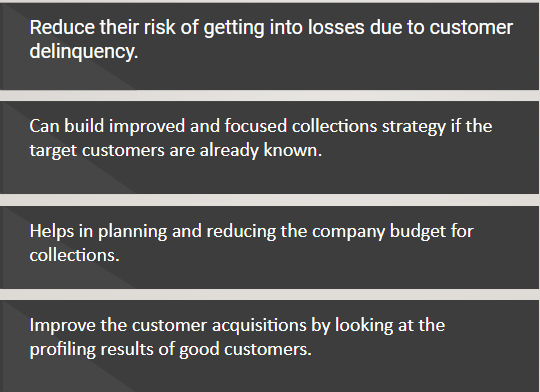 Reduce their risk of getting into losses due to customer
delinquency.
Can build improved and focused collections strategy if the
target customers are already known.
Helps in planning and reducing the company budget for
collections.
Improve the customer acquisitions by looking at the
profiling results of good customers.